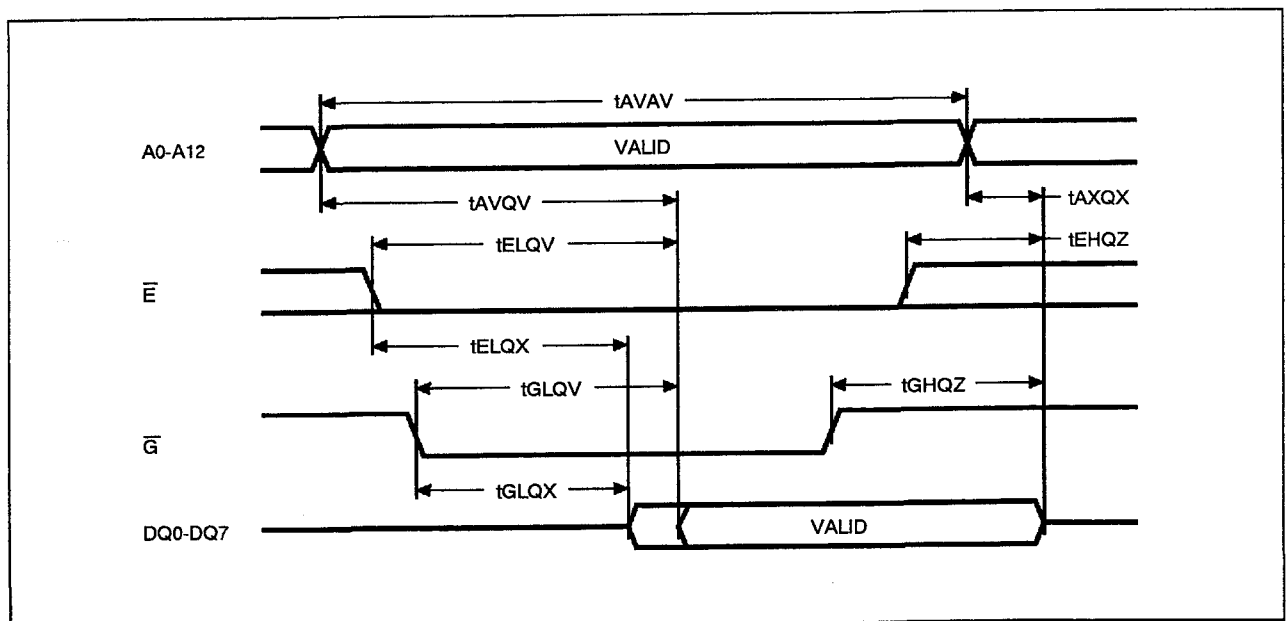 tAVAV
A0-A12
VALID
tAVQV
tAXQX
tELQV
tEHQZ
E̅
tELQX
tGLQV
tGHQZ
G̅
tGLQX
DQ0-DQ7
VALID